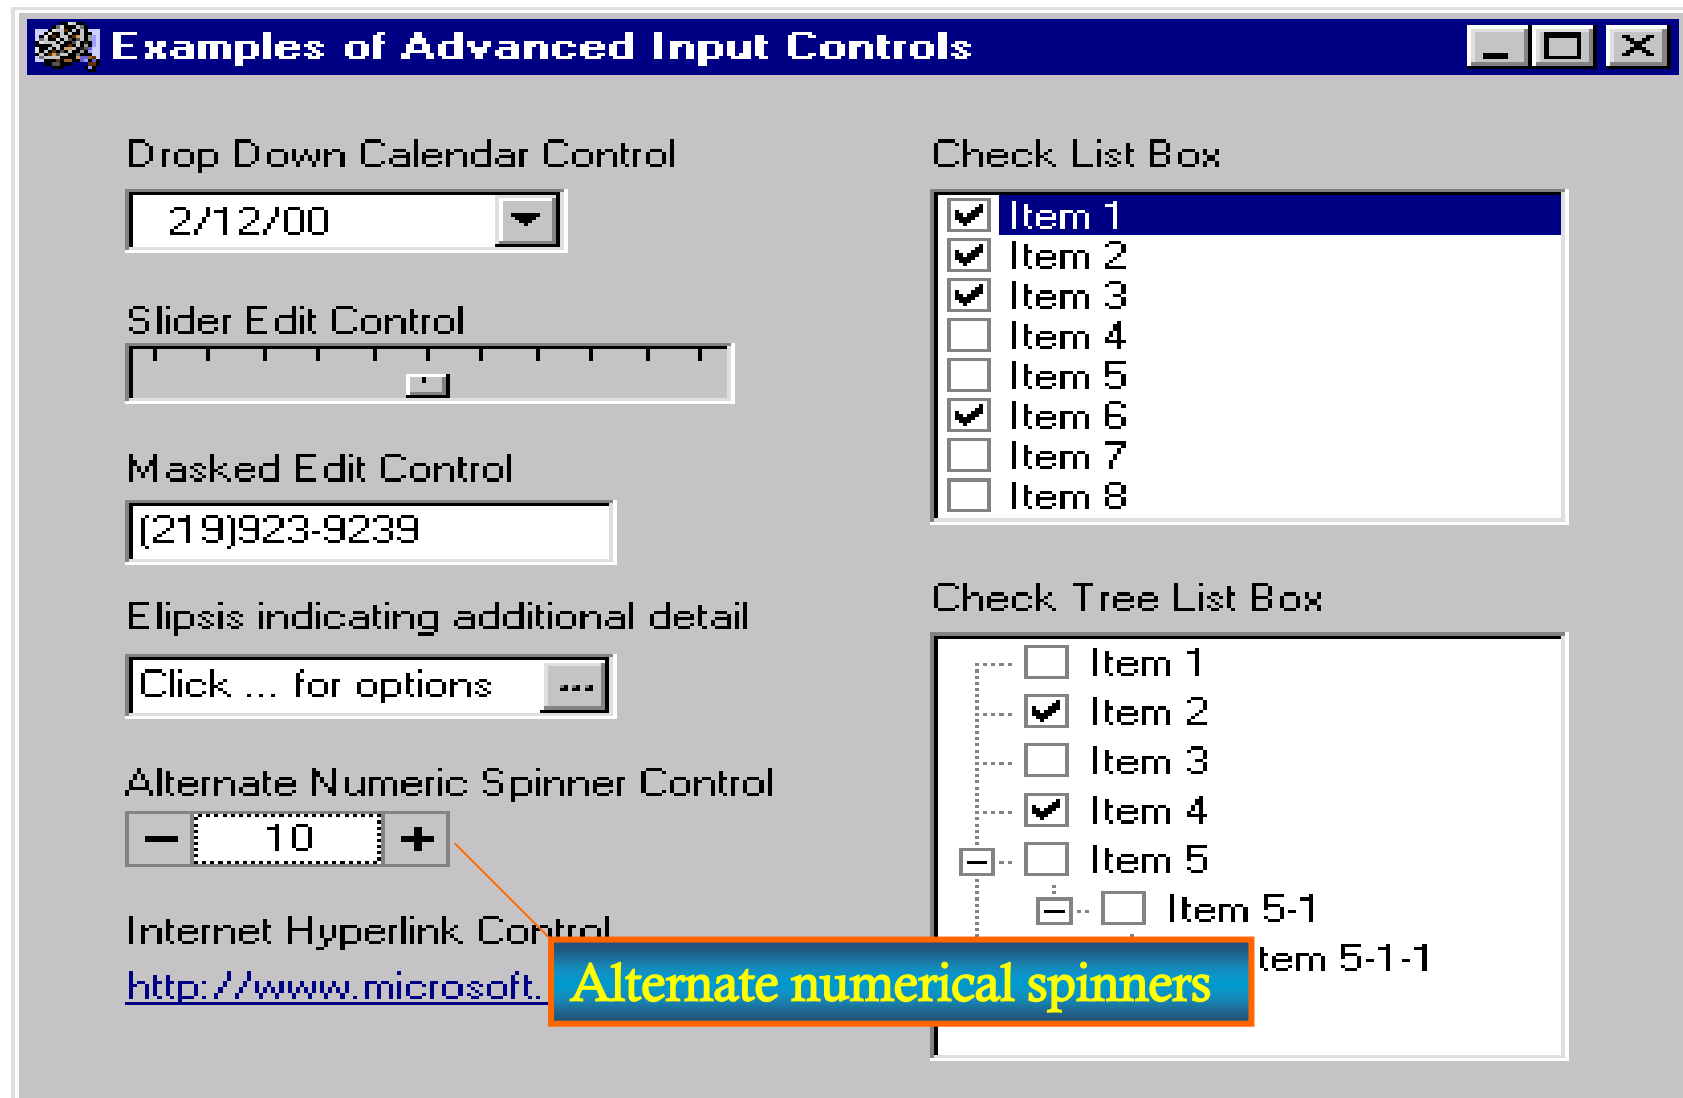 Examples of Advanced Input Controls
Drop Down Calendar Control
2/12/00
Slider Edit Control
Masked Edit Control
(219)923-9239
Elipsis indicating additional detail
Click ... for options
...
Alternate Numeric Spinner Control
− 10 +
Internet Hyperlink Control
http://www.microsoft.
Alternate numerical spinners
Check List Box
Item 1
Item 2
Item 3
Item 4
Item 5
Item 6
Item 7
Item 8
Check Tree List Box
Item 1
Item 2
Item 3
Item 4
Item 5
Item 5-1
tem 5-1-1